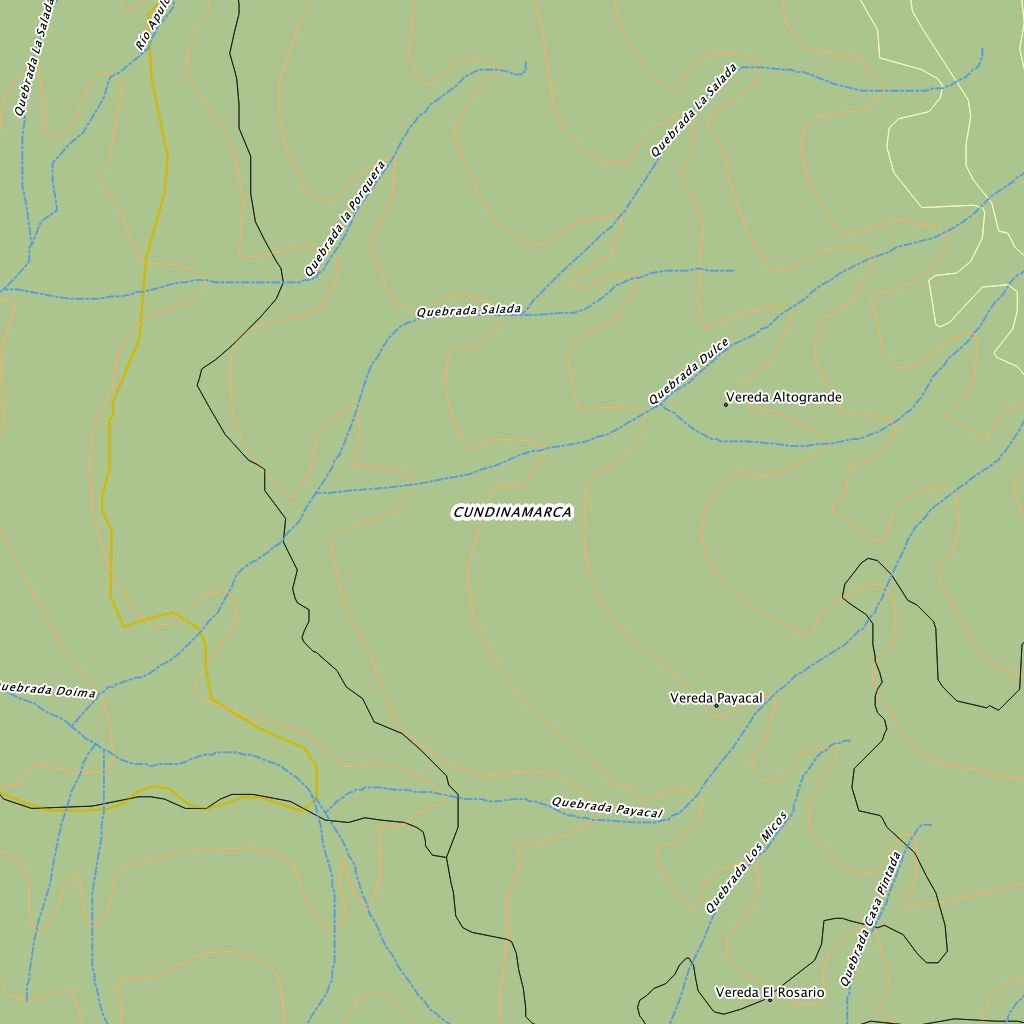 Quebrada La Salada
Río Apulo
Quebrada La Salada
Quebrada la Porquera
Quebrada Salada
Quebrada Dulce
Vereda Altogrande
CUNDINAMARCA
Quebrada Doima
Vereda Payacal
Quebrada Payacal
Quebrada Los Micos
Quebrada Casa Pintada
Vereda El Rosario